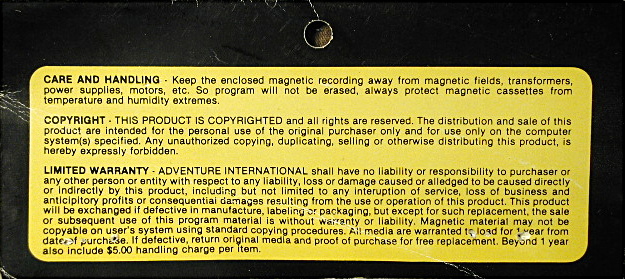 CARE AND HANDLING - Keep the enclosed magnetic recording away from magnetic fields, transformers,
power supplies, motors, etc. So program will not be erased, always protect magnetic cassettes from
temperature and humidity extremes.
COPYRIGHT - THIS PRODUCT IS COPYRIGHTED and all rights are reserved. The distribution and sale of this
product are intended for the personal use of the original purchaser only and for use only on the computer
system(s) specified. Any unauthorized copying, duplicating, selling or otherwise distributing this product, is
hereby expressly forbidden.
LIMITED WARRANTY - ADVENTURE INTERNATIONAL shall have no liability or responsibility to purchaser or
any other person or entity with respect to any liability, loss or damage caused or alledged to be caused directly
or indirectly by this product, including but not limited to any interuption of service, loss of business and
anticipitory profits or consequential damages resulting from the use or operation of this product. This product
will be exchanged if defective in manufacture, labeling or packaging, but except for such replacement, the sale
or subsequent use of this program material is without warranty or liability. Magnetic material may not be
copyable on user's system using standard copying procedures. All media are warranted to load for 1 year from
date of purchase. If defective, return original media and proof of purchase for free replacement. Beyond 1 year
also include $5.00 handling charge per item.